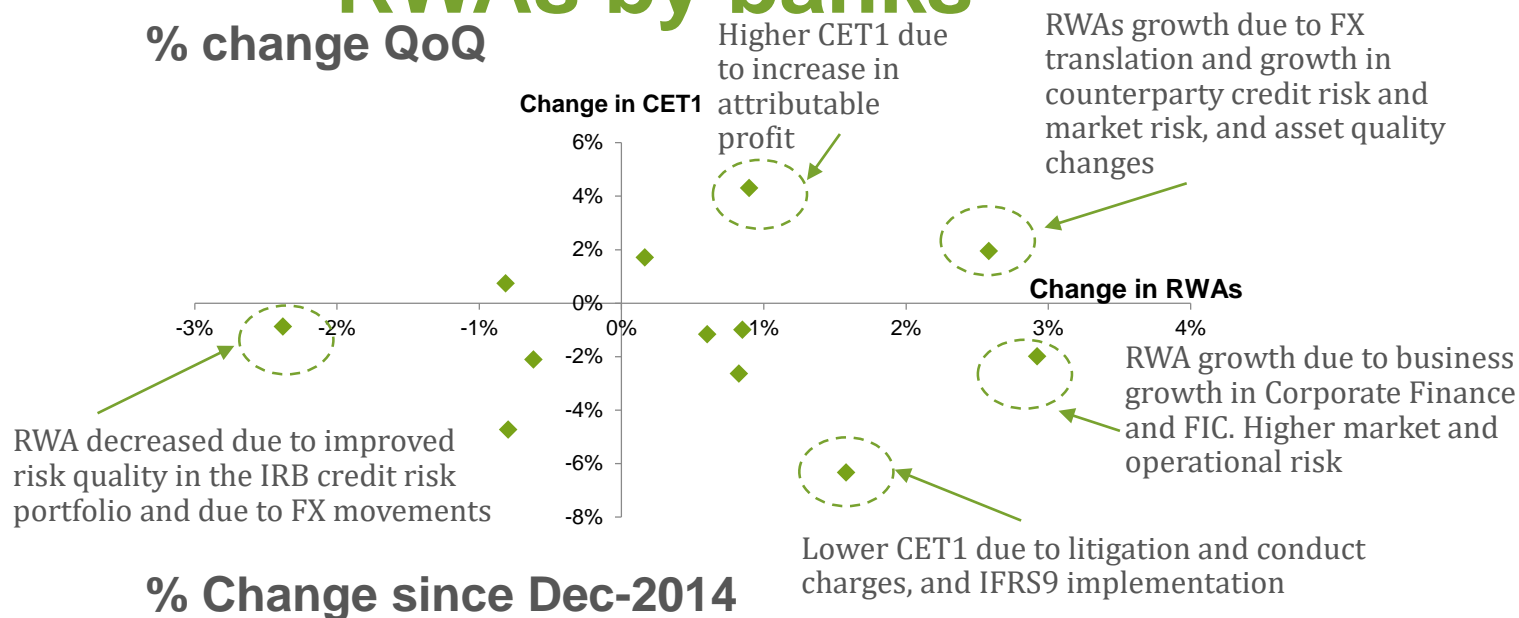 RWAs by banks
% change QoQ
Higher CET1 due
to increase in
attributable
profit
RWAs growth due to FX
translation and growth in
counterparty credit risk and
market risk, and asset quality
changes
Change in CET1
6%
4%
2%
0%
-2%
-4%
-6%
-8%
Change in RWAs
-3%
-2%
-1%
0%
1%
2%
3%
4%
RWA growth due to business
growth in Corporate Finance
and FIC. Higher market and
operational risk
RWA decreased due to improved
risk quality in the IRB credit risk
portfolio and due to FX movements
Lower CET1 due to litigation and conduct
charges, and IFRS9 implementation
% Change since Dec-2014